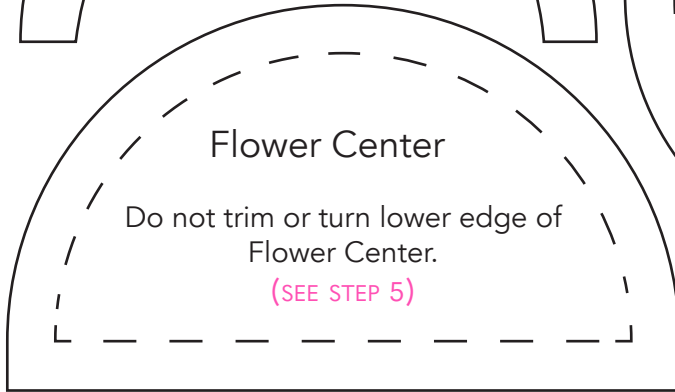 Flower Center
Do not trim or turn lower edge of
Flower Center.
(SEE STEP 5)